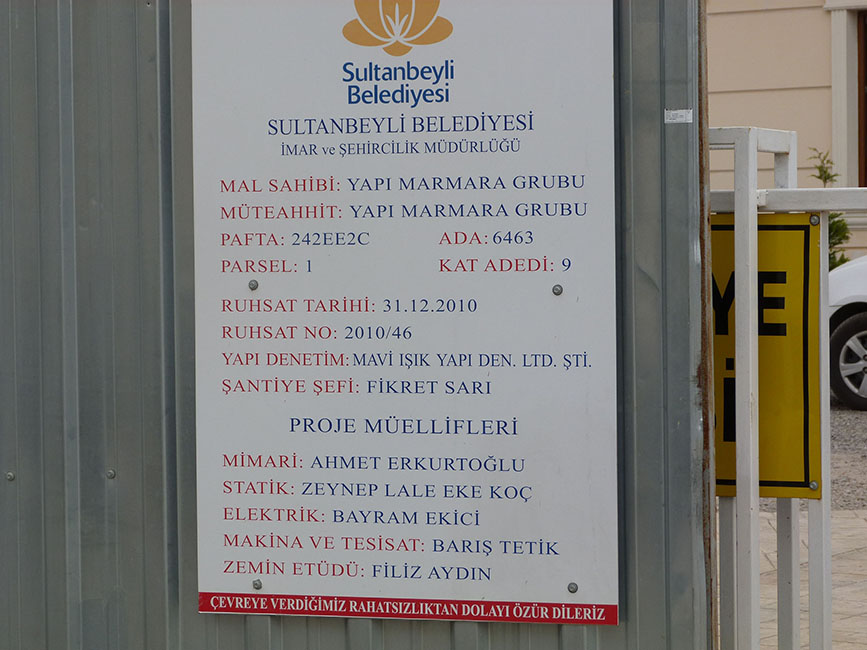 Sultanbeyli
Belediyesi
SULTANBEYLİ BELEDİYESİ
İMAR ve ŞEHİRCİLİK MÜDÜRLÜĞÜ
MAL SAHİBİ: YAPI MARMARA GRUBU
MÜTEAHHİT: YAPI MARMARA GRUBU
PAFTA: 242EE2C ADA: 6463
PARSEL: 1 KAT ADEDİ: 9
RUHSAT TARİHİ: 31.12.2010
RUHSAT NO: 2010/46
YAPI DENETİM: MAVİ IŞIK YAPI DEN. LTD. ŞTİ.
ŞANTİYE ŞEFİ: FİKRET SARI
PROJE MÜELLİFLERİ
MİMARİ: AHMET ERKURTOĞLU
STATİK: ZEYNEP LALE EKE KOÇ
ELEKTRİK: BAYRAM EKİCİ
MAKİNA VE TESİSAT: BARIŞ TETİK
ZEMİN ETÜDÜ: FİLİZ AYDIN
ÇEVREYE VERDİĞİMİZ RAHATSIZLIKTAN DOLAYI ÖZÜR DİLERİZ